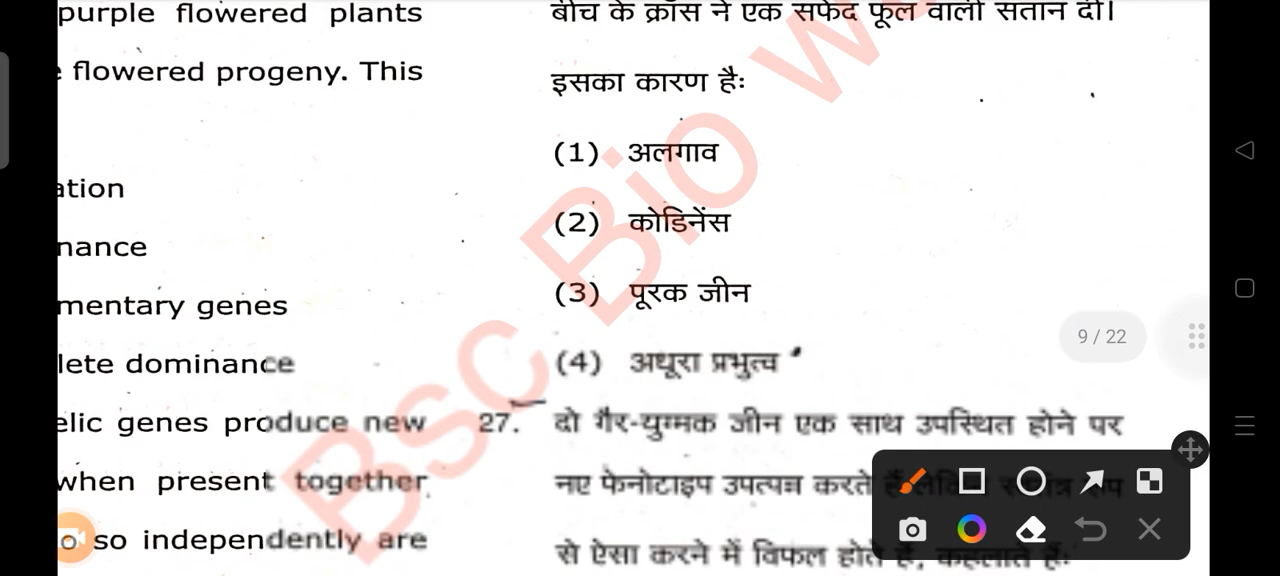 purple flowered plants
flowered progeny. This
ation
nance
mentary genes
lete dominance
elic genes produce new
when present together
so independently are
बीच के क्रॉस ने एक सफेद फूल वाली संतान दी।
इसका कारण हैः
(1) अलगाव
(2) कोडिनेंस
(3) पूरक जीन
(4) अधूरा प्रभुत्व
27. दो गैर-युग्मक जीन एक साथ उपस्थित होने पर
नए फेनोटाइप उत्पन्न करते
से ऐसा करने में विफल होते हैं, कहलाते हैंः
9 / 22
Bsc Bio